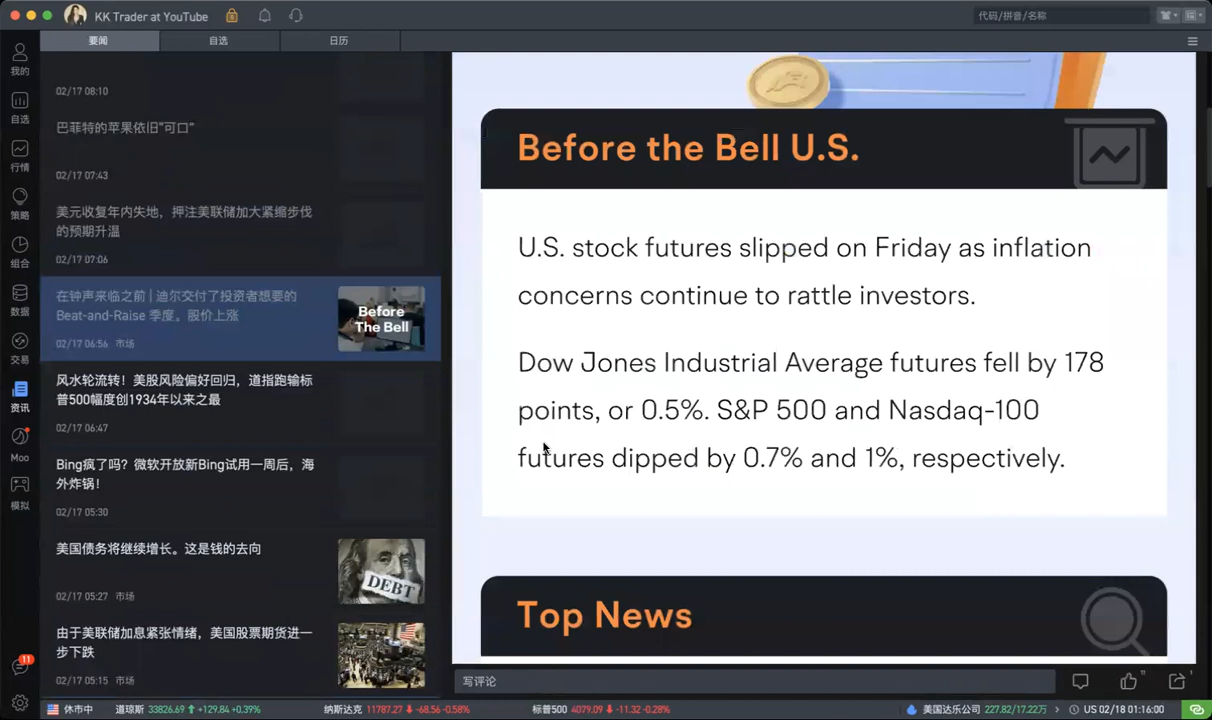 KK Trader at YouTube
代码/拼音/名称
要闻
自选
日历
我的
自选
行情
策略
组合
数据
交易
资讯
Moo
模拟
11
02/17 08:10
巴菲特的苹果依旧“可口”
02/17 07:43
美元收复年内失地，押注美联储加大紧缩步伐
的预期升温
02/17 07:06
在钟声来临之前 | 迪尔交付了投资者想要的
Beat-and-Raise 季度。股价上涨
02/17 06:56 市场
Before
The Bell
风水轮流转！美股风险偏好回归，道指跑输标
普500幅度创1934年以来之最
02/17 06:47
Bing疯了吗？微软开放新Bing试用一周后，海
外炸锅！
02/17 05:30
美国债务将继续增长。这是钱的去向
02/17 05:27 市场
DEBT
由于美联储加息紧张情绪，美国股票期货进一
步下跌
02/17 05:15 市场
Before the Bell U.S.
U.S. stock futures slipped on Friday as inflation
concerns continue to rattle investors.
Dow Jones Industrial Average futures fell by 178
points, or 0.5%. S&P 500 and Nasdaq-100
futures dipped by 0.7% and 1%, respectively.
Top News
写评论
休市中 道琼斯 33826.69 +129.84 +0.39% 纳斯达克 11787.27 -68.56 -0.58% 标普500 4079.09 -11.32 -0.28% 美国达乐公司 227.82/17.22万 US 02/18 01:16:00